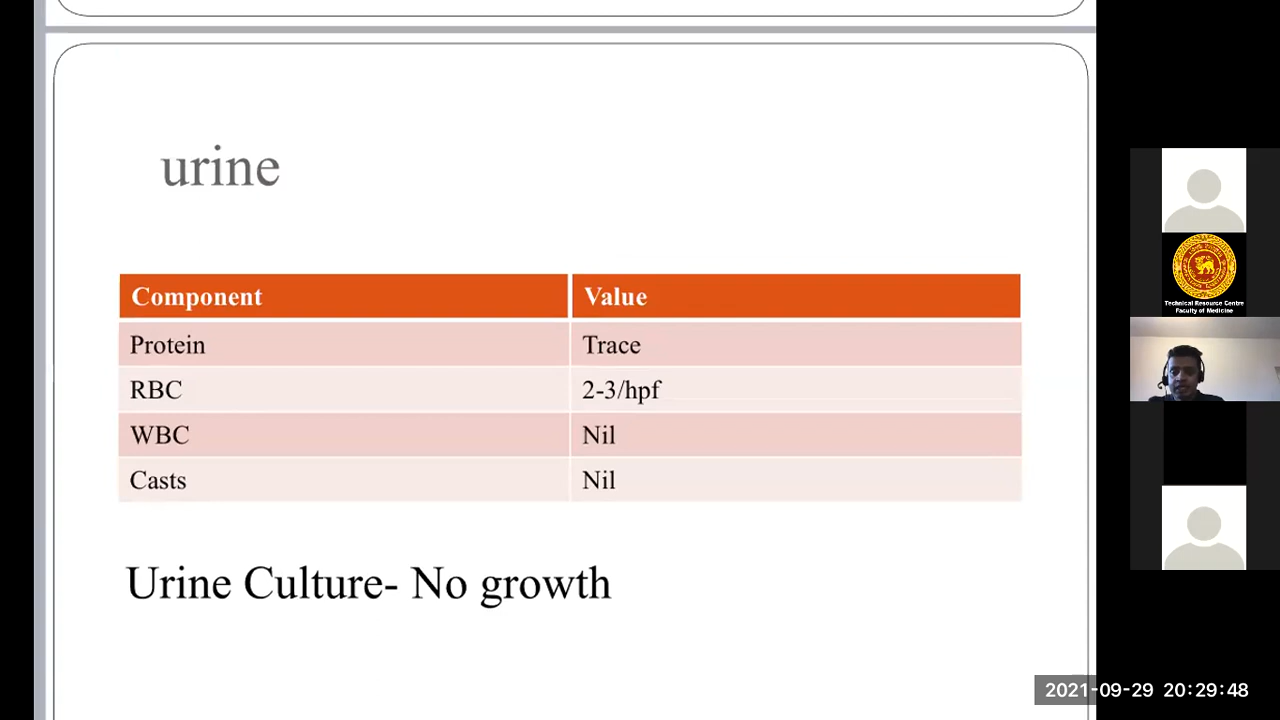 urine
Component Value
Protein Trace
RBC 2-3/hpf
WBC Nil
Casts Nil
Urine Culture- No growth
Technical Resource Centre
Faculty of Medicine
2021-09-29 20:29:48